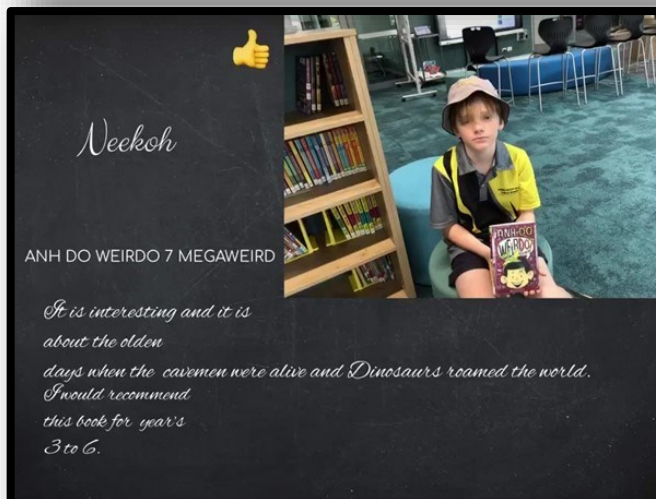 Neekoh
ANH DO WEIRDO 7 MEGAWEIRD
It is interesting and it is
about the olden
days when the cavemen were alive and Dinosaurs roamed the world.
I would recommend
this book for year's
3 to 6.
ANH DO
WEiRDO